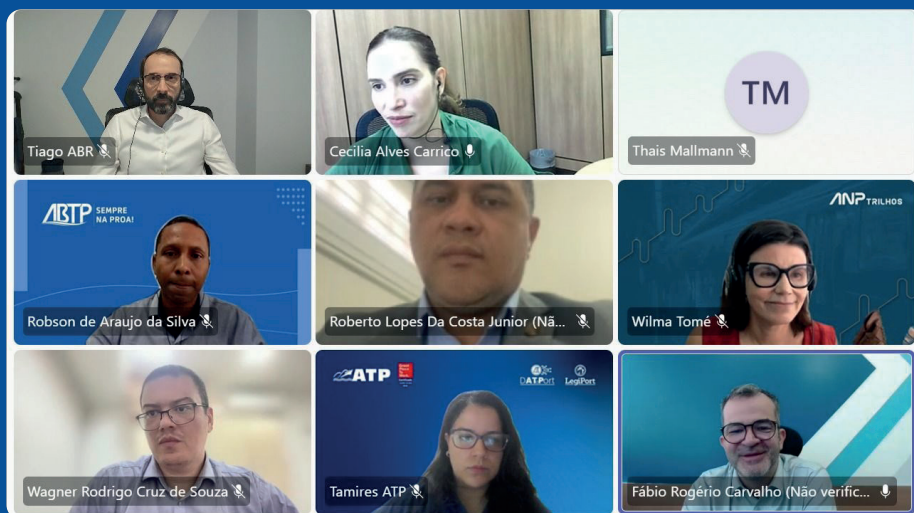 Tiago ABR
Cecilia Alves Carrico
TM
Thais Mallmann
ABTP SEMPRE
NA PROA!
Robson de Araujo da Silva
Roberto Lopes Da Costa Junior (Nã...
ANPTRILHOS
Wilma Tomé
Wagner Rodrigo Cruz de Souza
ATP
DATPort
LegiPort
Tamires ATP
Fábio Rogério Carvalho (Não verific...